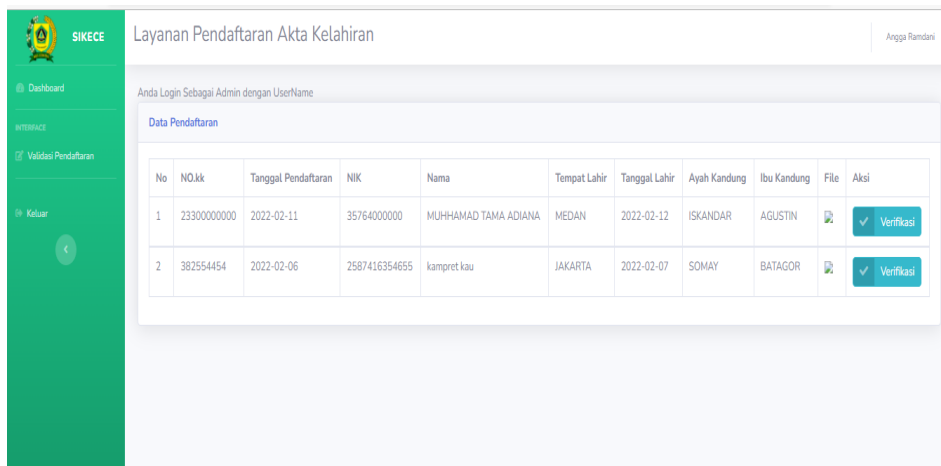 SIKECE
Layanan Pendaftaran Akta Kelahiran
Angga Ramdani
Dashboard
INTERFACE
Validasi Pendaftaran
Keluar
Anda Login Sebagai Admin dengan UserName
Data Pendaftaran
No NO.kk Tanggal Pendaftaran NIK Nama Tempat Lahir Tanggal Lahir Ayah Kandung Ibu Kandung File Aksi
1 23300000000 2022-02-11 35764000000 MUHHAMAD TAMA ADIANA MEDAN 2022-02-12 ISKANDAR AGUSTIN Verifikasi
2 382554454 2022-02-06 2587416354655 kampret kau JAKARTA 2022-02-07 SOMAY BATAGOR Verifikasi